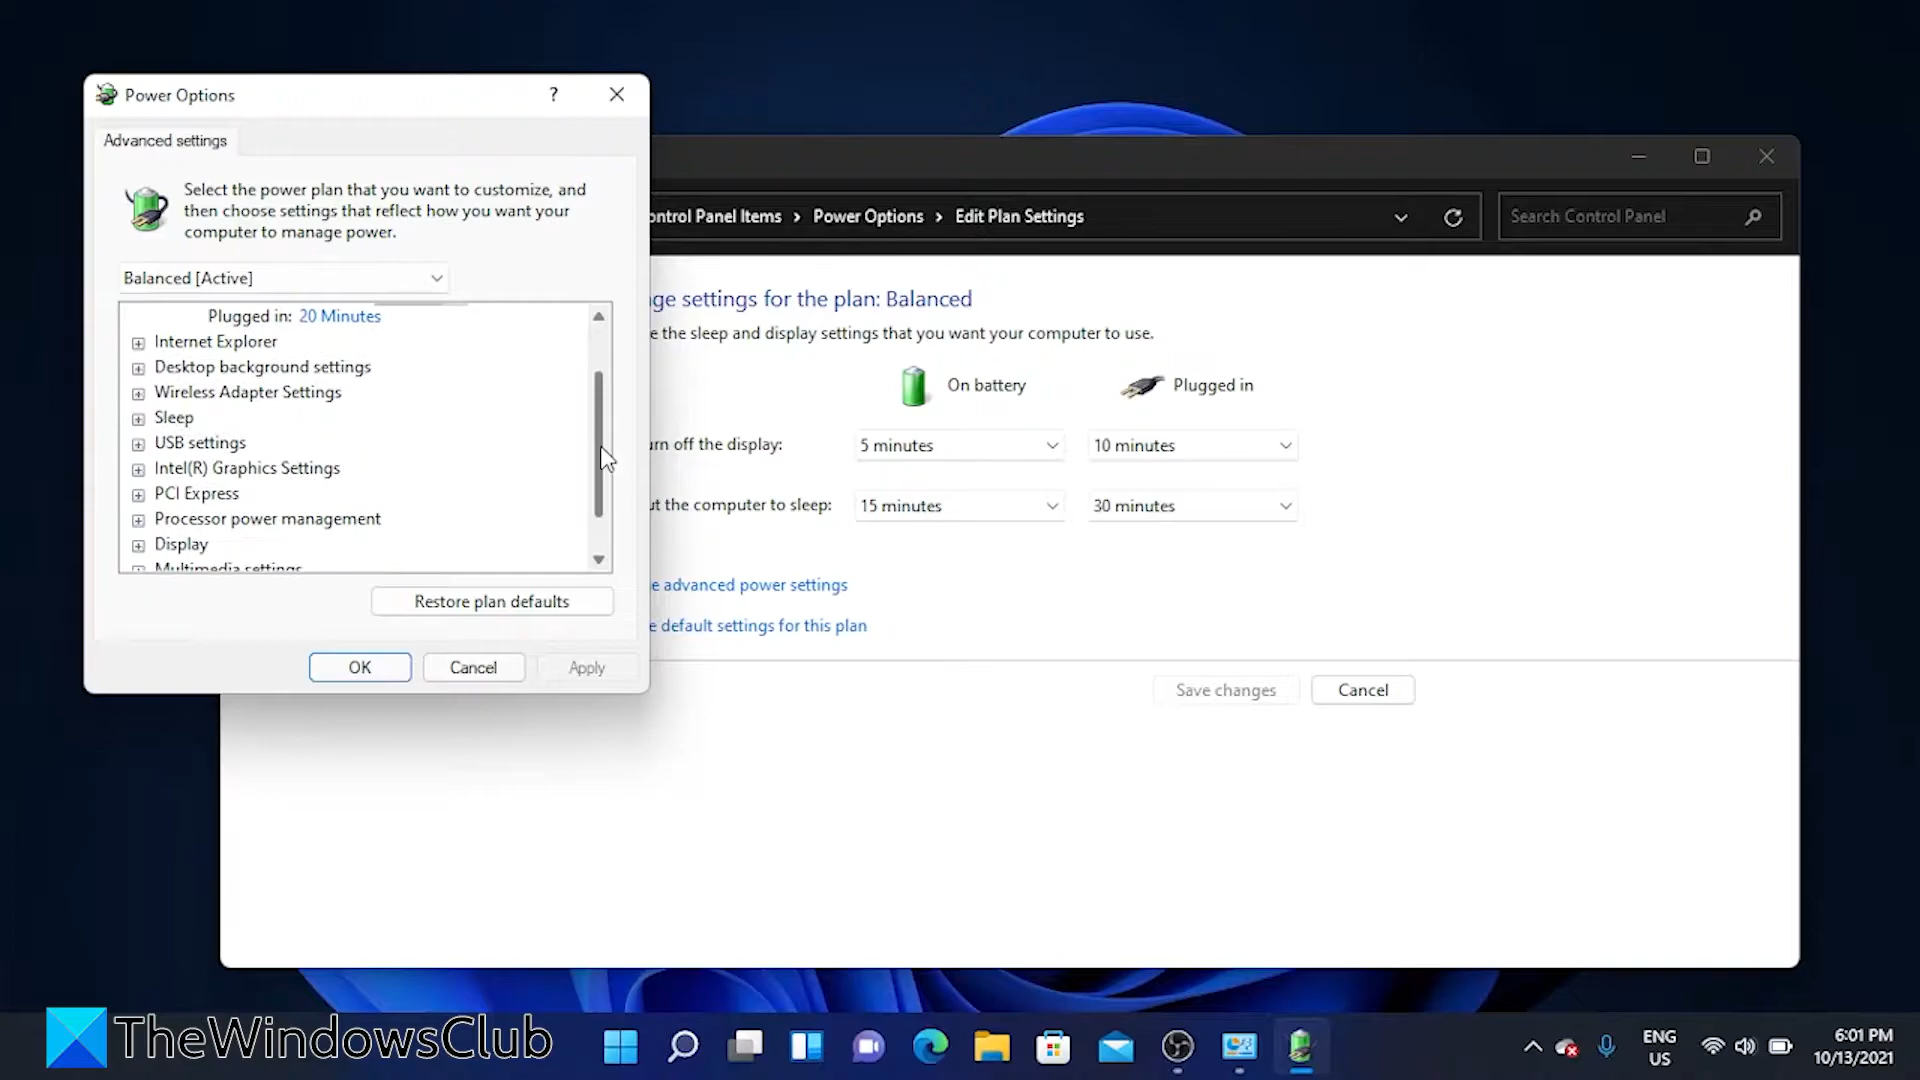 Power Options
?
Advanced settings
Select the power plan that you want to customize, and
then choose settings that reflect how you want your
computer to manage power.
Balanced [Active]
Plugged in: 20 Minutes
Internet Explorer
Desktop background settings
Wireless Adapter Settings
Sleep
USB settings
Intel(R) Graphics Settings
PCI Express
Processor power management
Display
Multimedia settings
Restore plan defaults
OK
Cancel
Apply
ontrol Panel Items > Power Options > Edit Plan Settings
Search Control Panel
ge settings for the plan: Balanced
e the sleep and display settings that you want your computer to use.
On battery
Plugged in
urn off the display:
5 minutes
10 minutes
ut the computer to sleep:
15 minutes
30 minutes
e advanced power settings
e default settings for this plan
Save changes
Cancel
TheWindowsClub
ENG
US
6:01 PM
10/13/2021